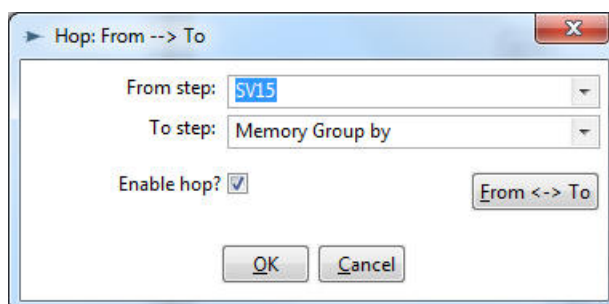 Hop: From --> To
From step: SV15
To step: Memory Group by
Enable hop?
From <-> To
OK Cancel